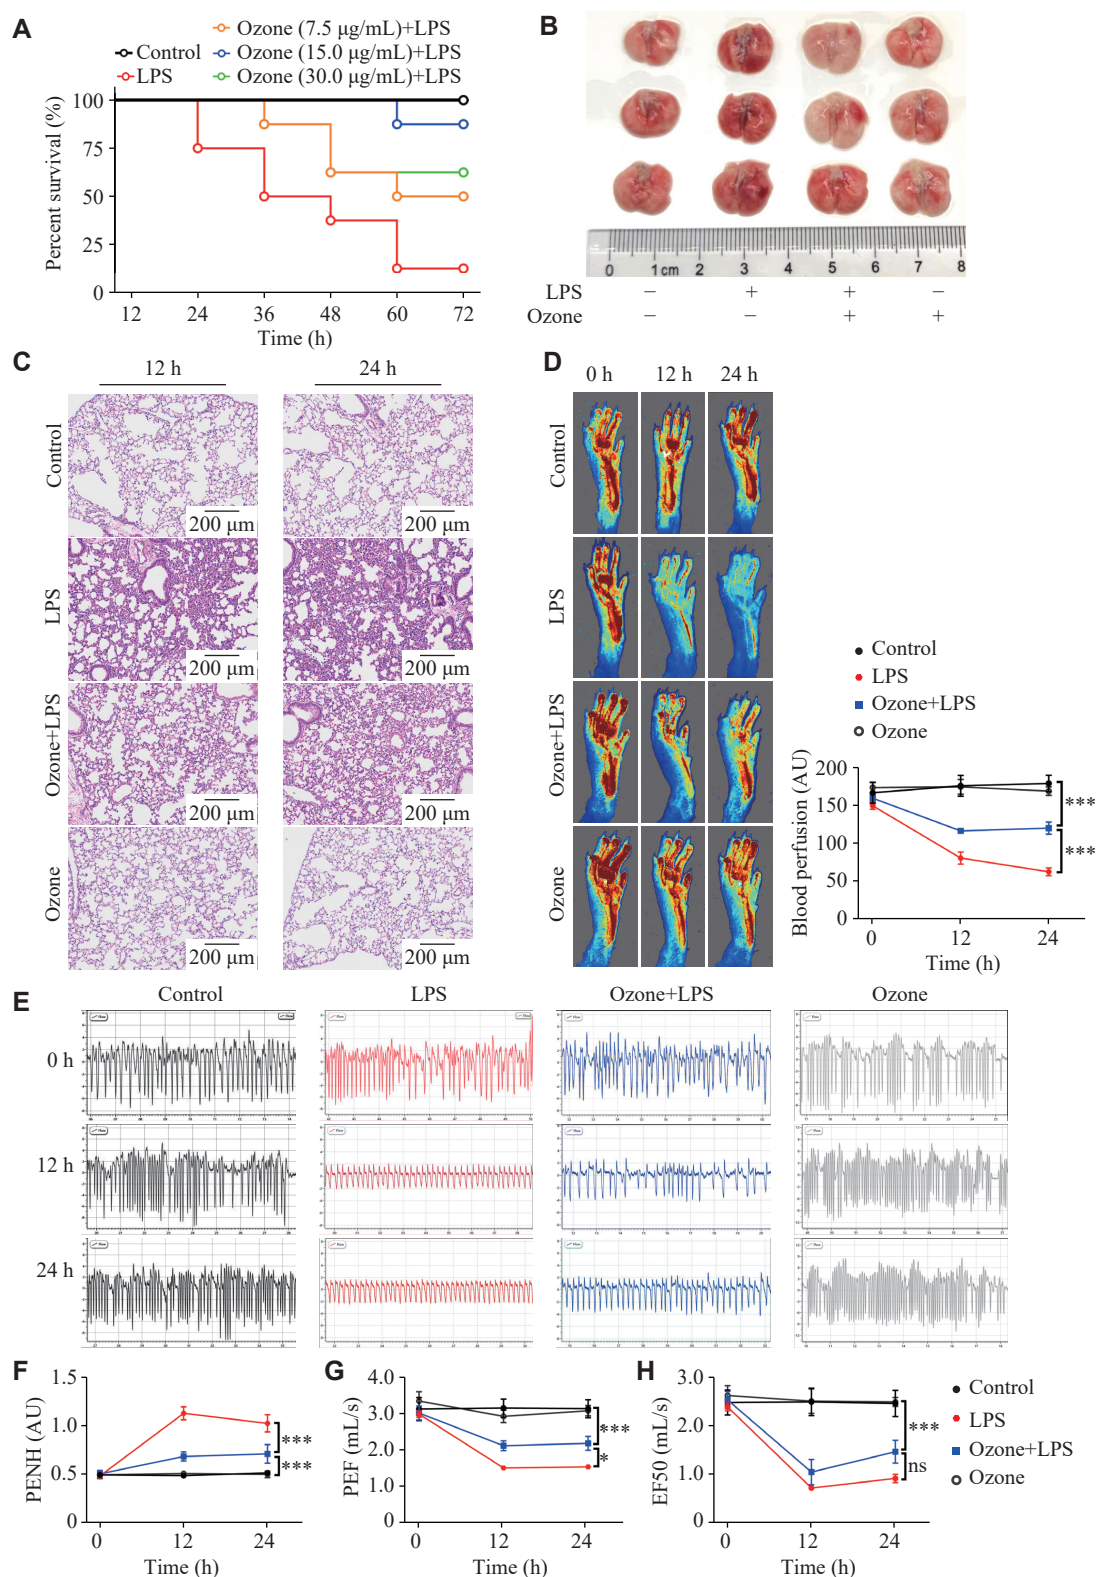 A
Control
LPS
Ozone (7.5 μg/mL)+LPS
Ozone (15.0 μg/mL)+LPS
Ozone (30.0 μg/mL)+LPS
Percent survival (%)
100
75
50
25
0
12 24 36 48 60 72
Time (h)
B
0 1cm 2 3 4 5 6 7 8
LPS − + + −
Ozone − − + +
C
12 h 24 h
Control
200 μm 200 μm
LPS
200 μm 200 μm
Ozone+LPS
200 μm 200 μm
Ozone
200 μm 200 μm
D
0 h 12 h 24 h
Control
LPS
Ozone+LPS
Ozone
Control
LPS
Ozone+LPS
Ozone
Blood perfusion (AU)
200
150
100
50
0
***
***
0 12 24
Time (h)
E
Control LPS Ozone+LPS Ozone
0 h
12 h
24 h
F
PENH (AU)
1.5
1.0
0.5
0
***
***
0 12 24
Time (h)
G
PEF (mL/s)
4.0
3.0
2.0
1.0
0
***
*
0 12 24
Time (h)
H
EF50 (mL/s)
3.0
2.0
1.0
0
***
ns
0 12 24
Time (h)
Control
LPS
Ozone+LPS
Ozone